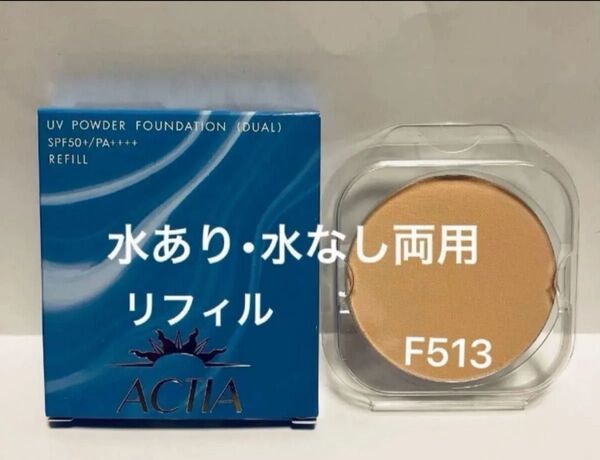 UV POWDER FOUNDATION (DUAL)
SPF50+/PA++++
REFILL
水あり・水なし両用
リフィル
F513
ACTIA